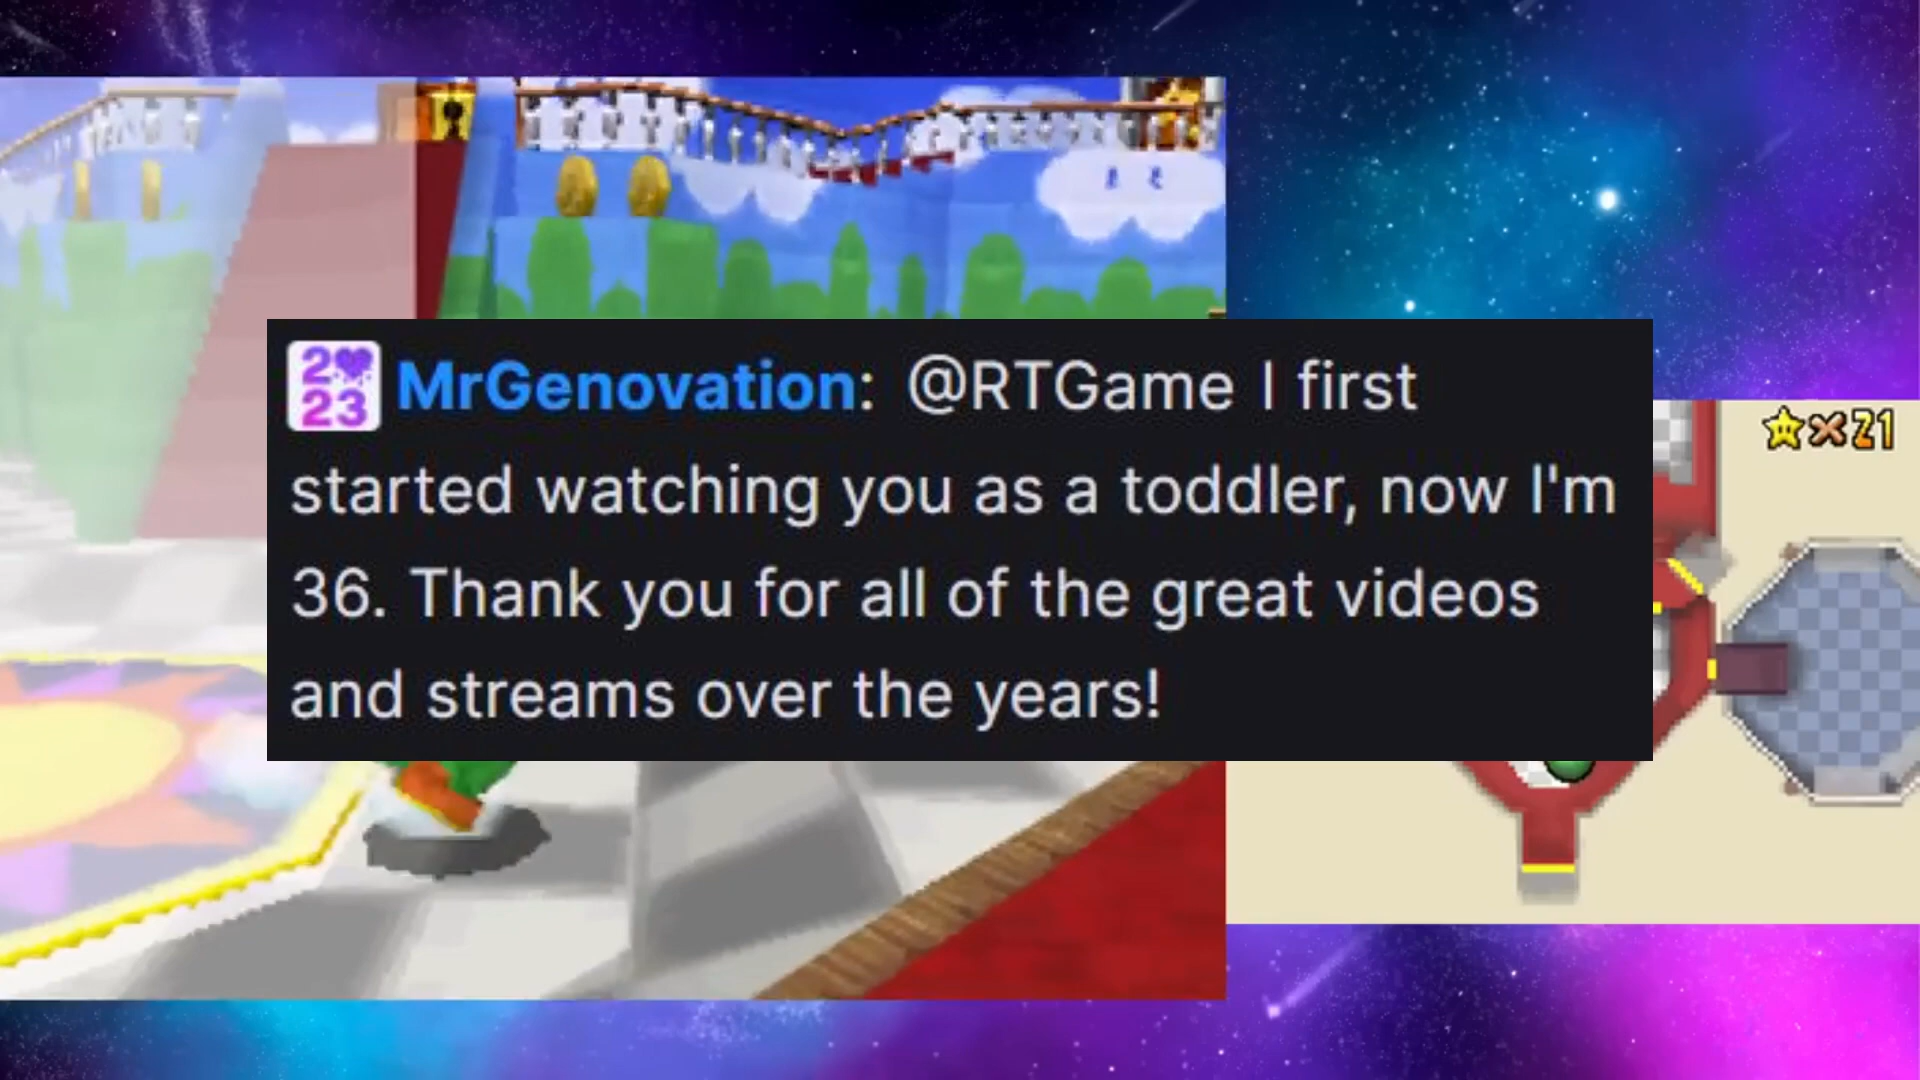 2023 MrGenovation: @RTGame I first
started watching you as a toddler, now I'm
36. Thank you for all of the great videos
and streams over the years!
×21